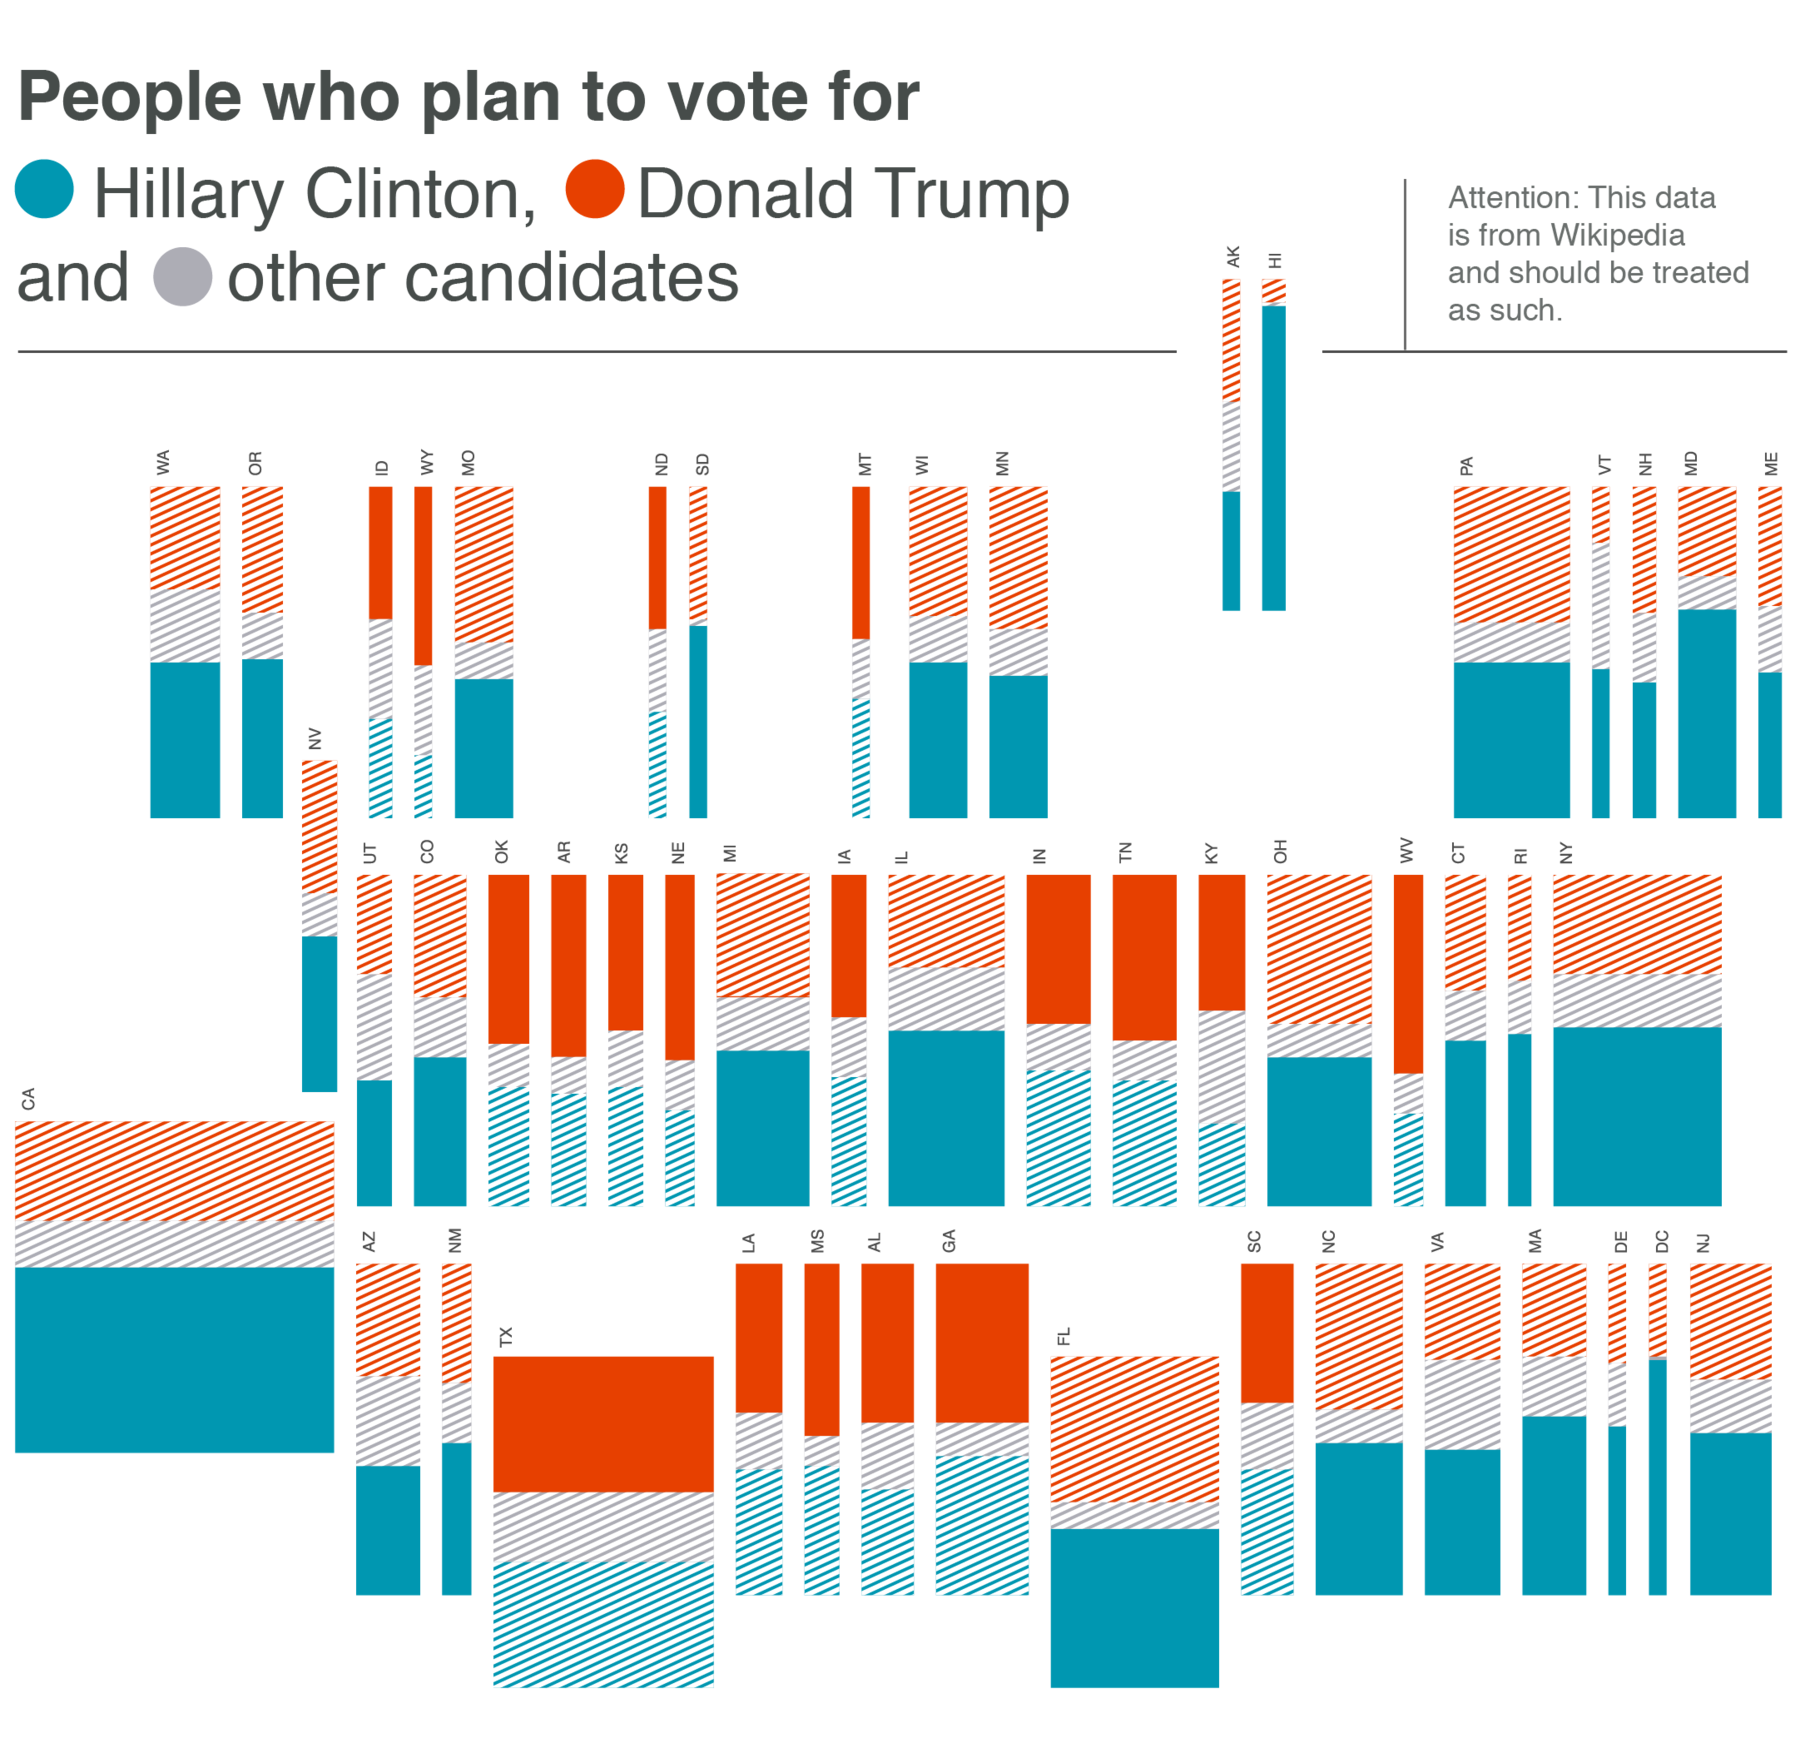 People who plan to vote for
Hillary Clinton, Donald Trump
and other candidates
Attention: This data
is from Wikipedia
and should be treated
as such.
AK HI
WA OR ID WY MO ND SD MT WI MN PA VT NH MD ME
NV
UT CO OK AR KS NE MI IA IL IN TN KY OH WV CT RI NY
CA
AZ NM LA MS AL GA SC NC VA MA DE DC NJ
TX FL